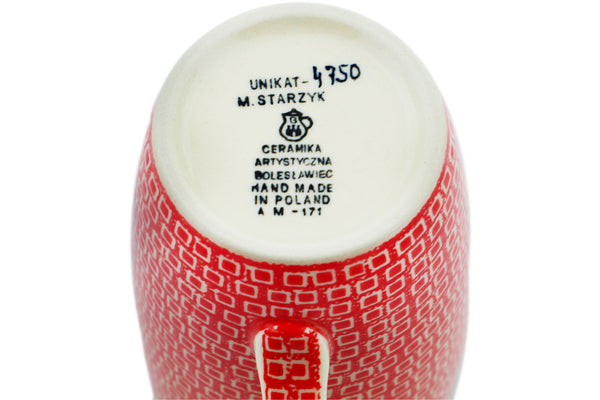 UNIKAT-4750
M. STARZYK
CERAMIKA
ARTYSTYCZNA
BOLESŁAWIEC
HAND MADE
IN POLAND
A M - 171